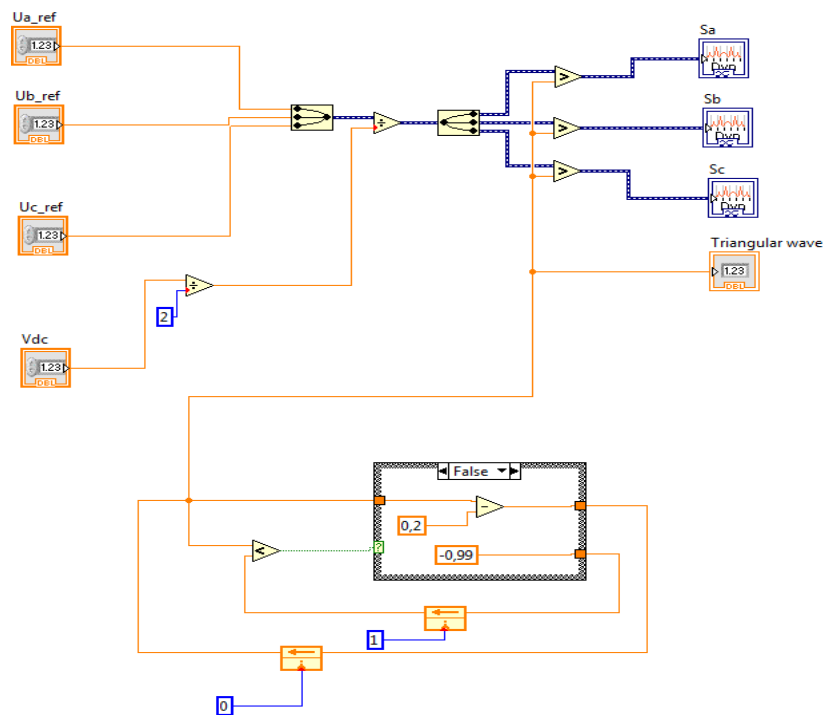 Ua_ref
1.23
DBL
Ub_ref
1.23
DBL
Uc_ref
1.23
DBL
Vdc
1.23
DBL
÷
2
÷
>
>
>
Sa
Sb
Sc
Triangular wave
1.23
DBL
False
<
?
0,2
-
-0,99
1
i
0
i